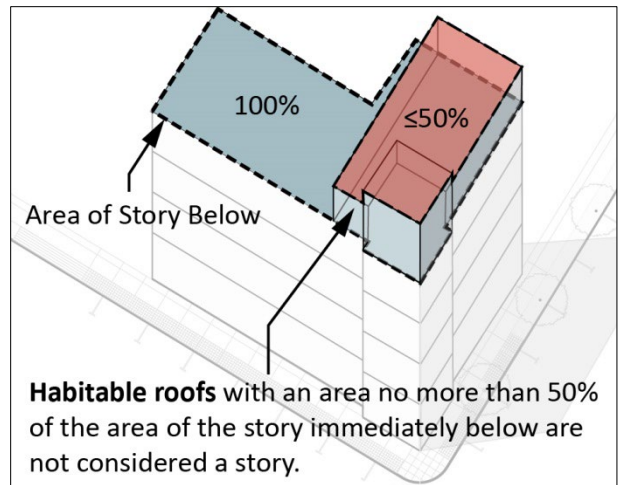 100%
≤50%
Area of Story Below
Habitable roofs with an area no more than 50%
of the area of the story immediately below are
not considered a story.